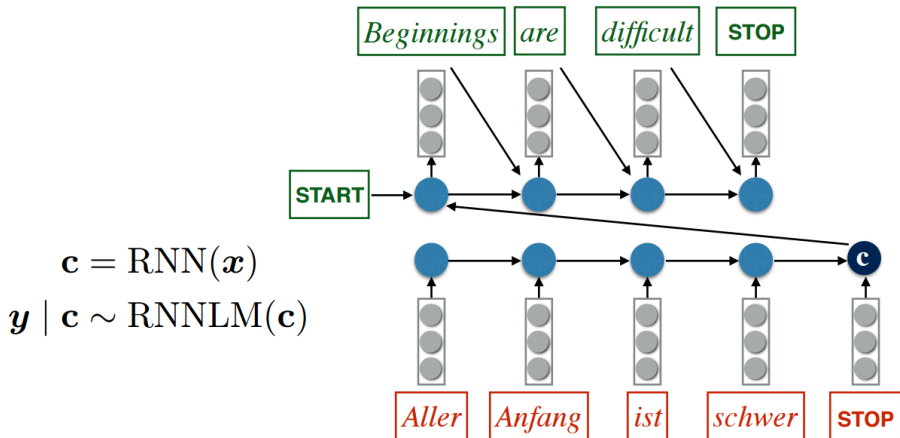 Beginnings are difficult STOP
START
c
c = RNN(x)
y | c ~ RNNLM(c)
Aller Anfang ist schwer STOP